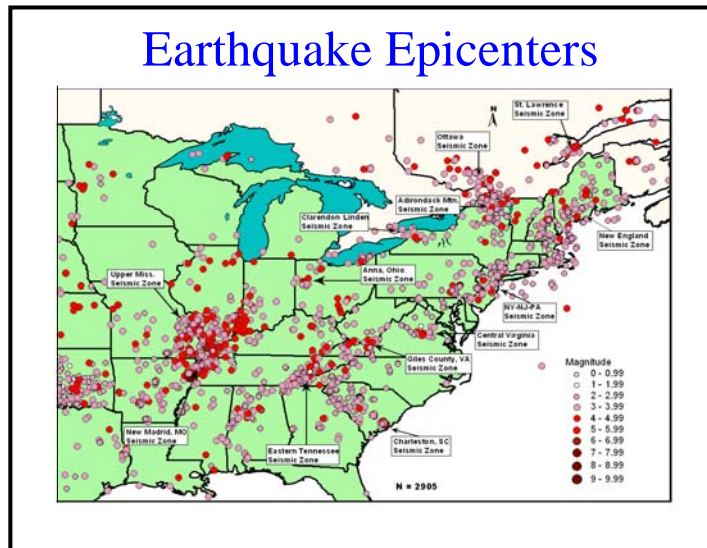 Earthquake Epicenters
N
St. Lawrence
Seismic Zone
Ottawa
Seismic Zone
Adirondack Mtn.
Seismic Zone
Clarendon Linden
Seismic Zone
New England
Seismic Zone
Upper Miss.
Seismic Zone
Anna, Ohio
Seismic Zone
NY-NJ-PA
Seismic Zone
Central Virginia
Seismic Zone
Giles County, VA
Seismic Zone
New Madrid, MO
Seismic Zone
Eastern Tennessee
Seismic Zone
Charleston, SC
Seismic Zone
Magnitude
0 - 0.99
1 - 1.99
2 - 2.99
3 - 3.99
4 - 4.99
5 - 5.99
6 - 6.99
7 - 7.99
8 - 8.99
9 - 9.99
N = 2905